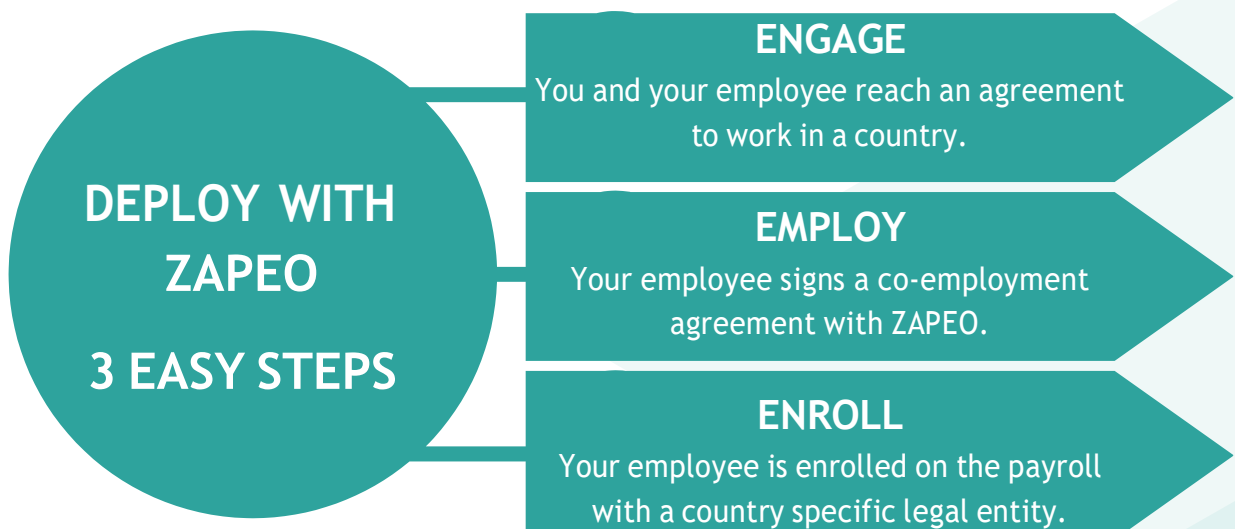 DEPLOY WITH
ZAPEO
3 EASY STEPS
ENGAGE
You and your employee reach an agreement
to work in a country.
EMPLOY
Your employee signs a co-employment
agreement with ZAPEO.
ENROLL
Your employee is enrolled on the payroll
with a country specific legal entity.